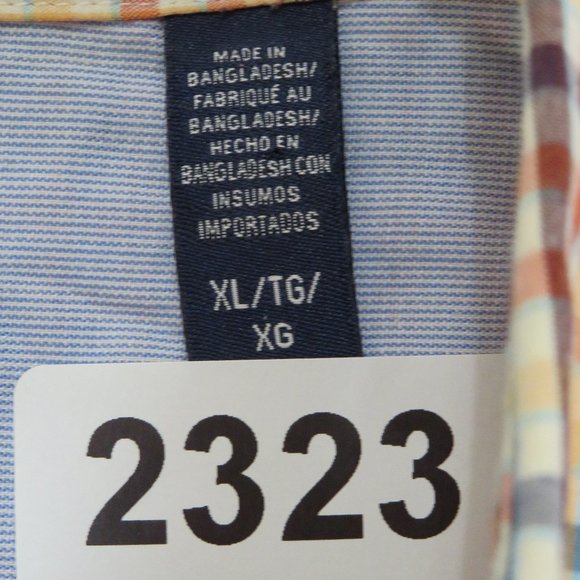 MADE IN
BANGLADESH/
FABRIQUÉ AU
BANGLADESH/
HECHO EN
BANGLADESH CON
INSUMOS
IMPORTADOS
XL/TG/
XG
2323